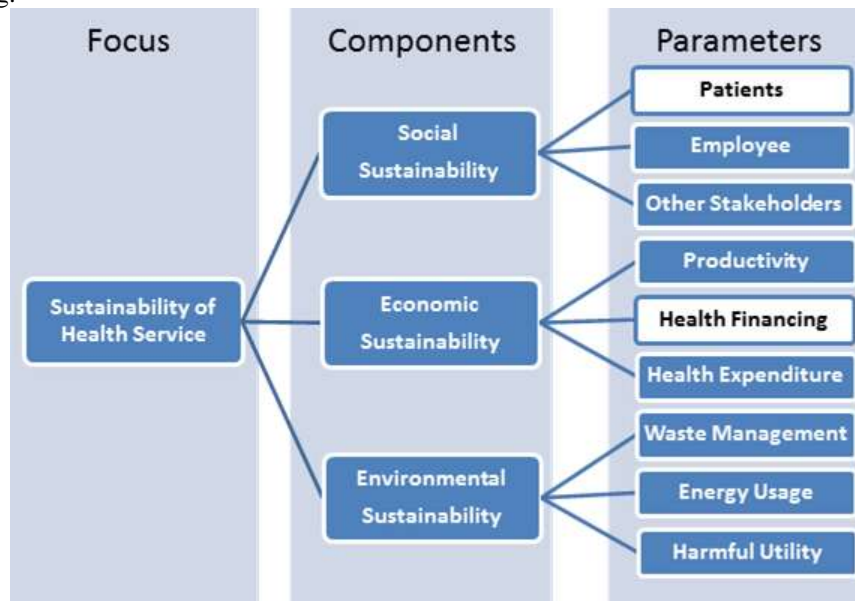 Focus
Components
Parameters
Sustainability of
Health Service
Social
Sustainability
Economic
Sustainability
Environmental
Sustainability
Patients
Employee
Other Stakeholders
Productivity
Health Financing
Health Expenditure
Waste Management
Energy Usage
Harmful Utility